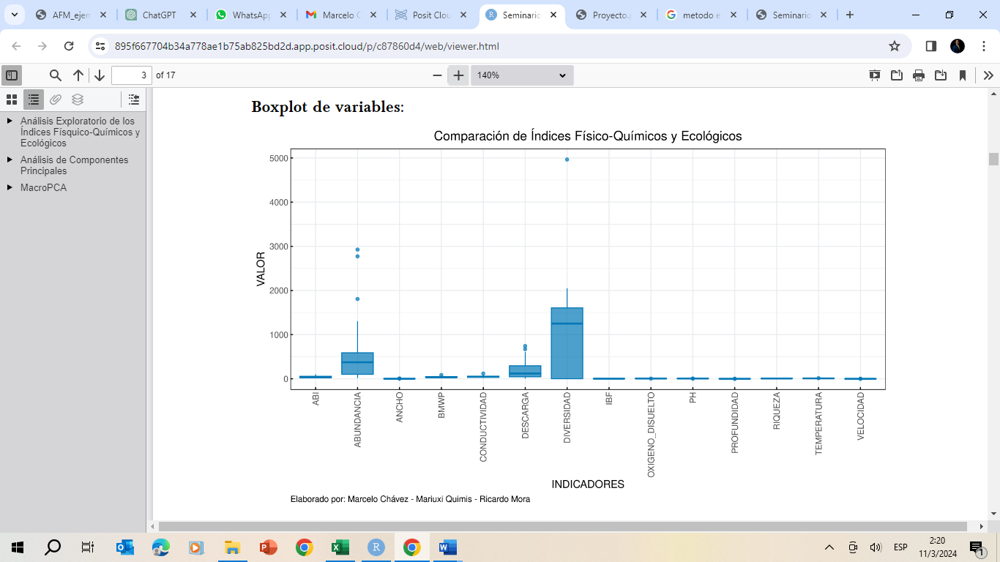 AFM_ejem
ChatGPT
WhatsApp
Marcelo C
Posit Clou
Seminario
Proyecto.
metodo e
Seminario
895f667704b34a778ae1b75ab825bd2d.app.posit.cloud/p/c87860d4/web/viewer.html
3 of 17
140%
Análisis Exploratorio de los
Índices Físquico-Químicos y
Ecológicos
Análisis de Componentes
Principales
MacroPCA
Boxplot de variables:
Comparación de Índices Físico-Químicos y Ecológicos
5000
4000
3000
2000
1000
0
VALOR
ABI
ABUNDANCIA
ANCHO
BMWP
CONDUCTIVIDAD
DESCARGA
DIVERSIDAD
IBF
OXIGENO_DISUELTO
PH
PROFUNDIDAD
RIQUEZA
TEMPERATURA
VELOCIDAD
INDICADORES
Elaborado por: Marcelo Chávez - Mariuxi Quimis - Ricardo Mora
ESP
2:20
11/3/2024
1